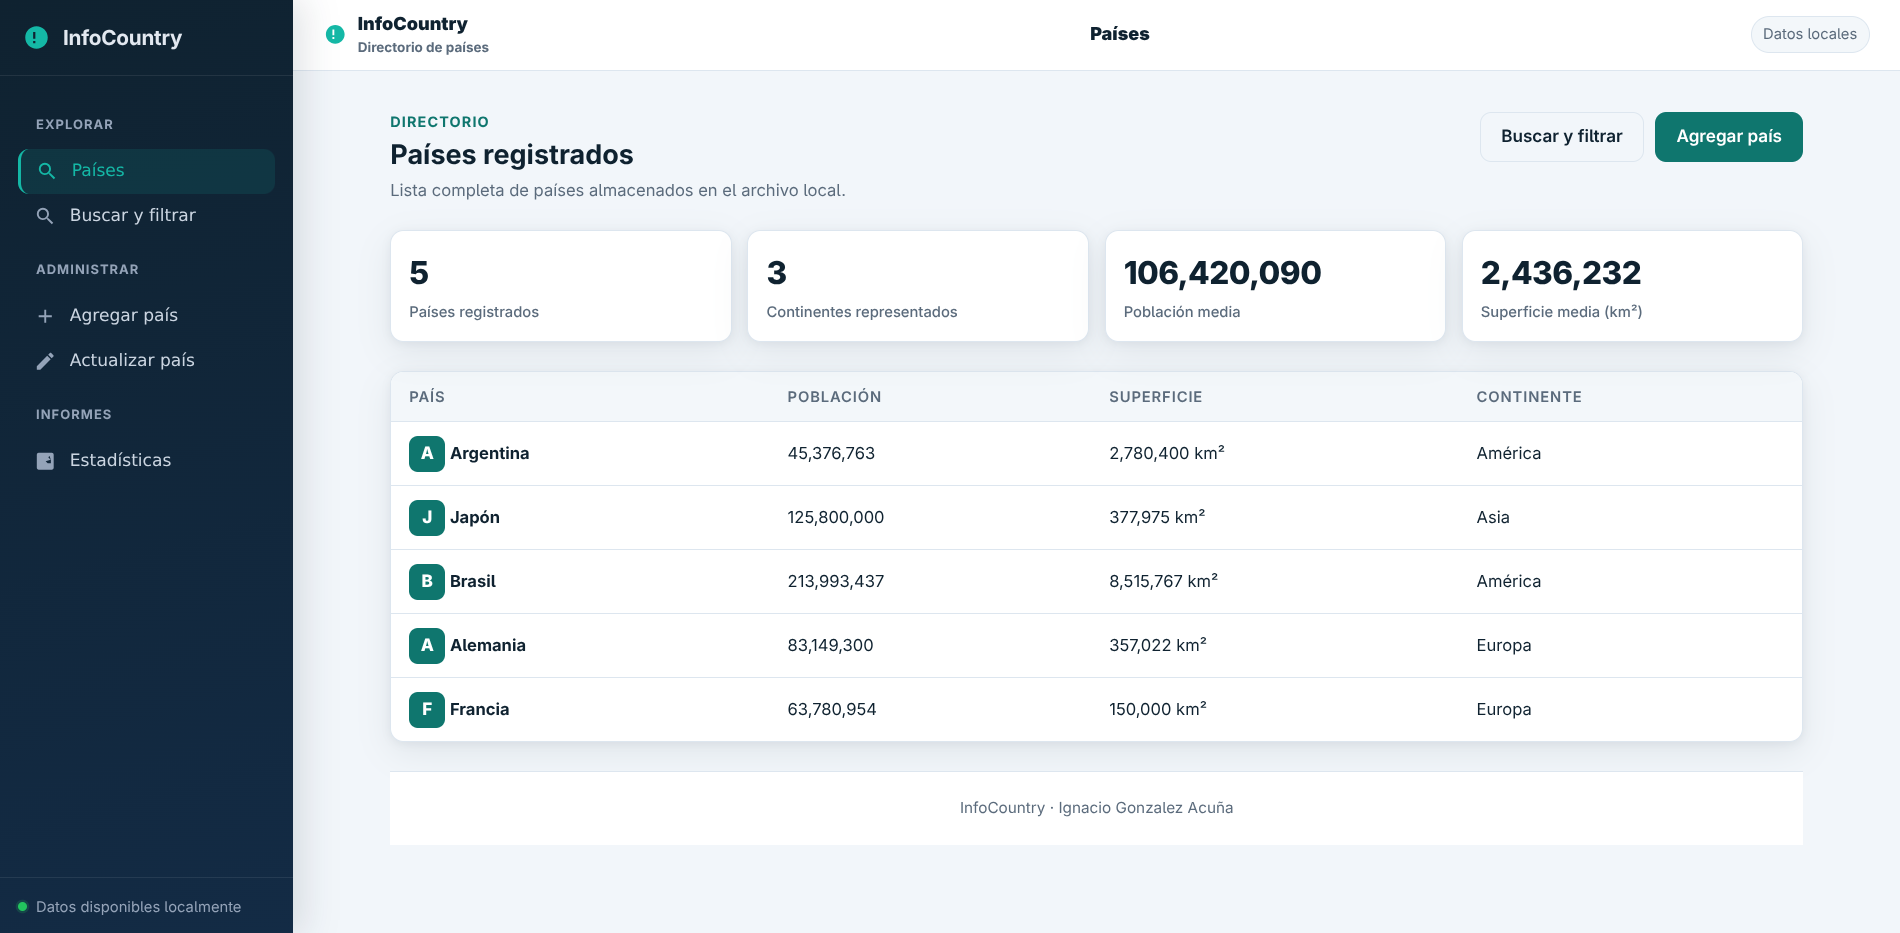 InfoCountry
EXPLORAR
Países
Buscar y filtrar
ADMINISTRAR
Agregar país
Actualizar país
INFORMES
Estadísticas
Datos disponibles localmente
InfoCountry
Directorio de países
Países
Datos locales
DIRECTORIO
Países registrados
Lista completa de países almacenados en el archivo local.
Buscar y filtrar
Agregar país
5
Países registrados
3
Continentes representados
106,420,090
Población media
2,436,232
Superficie media (km²)
PAÍS POBLACIÓN SUPERFICIE CONTINENTE
A Argentina 45,376,763 2,780,400 km² América
J Japón 125,800,000 377,975 km² Asia
B Brasil 213,993,437 8,515,767 km² América
A Alemania 83,149,300 357,022 km² Europa
F Francia 63,780,954 150,000 km² Europa
InfoCountry · Ignacio Gonzalez Acuña